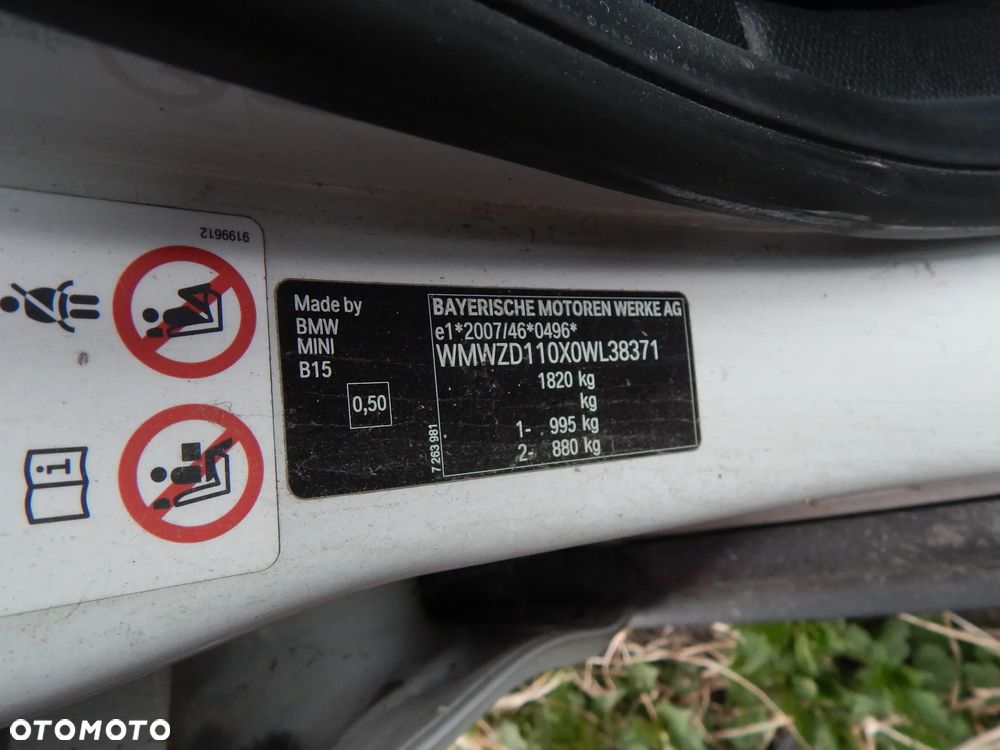 9199612
Made by
BMW
MINI
B15
0,50
BAYERISCHE MOTOREN WERKE AG
e1*2007/46*0496*
WMWZD110X0WL38371
1820 kg
kg
1- 995 kg
2- 880 kg
7 263 981
OTOMOTO